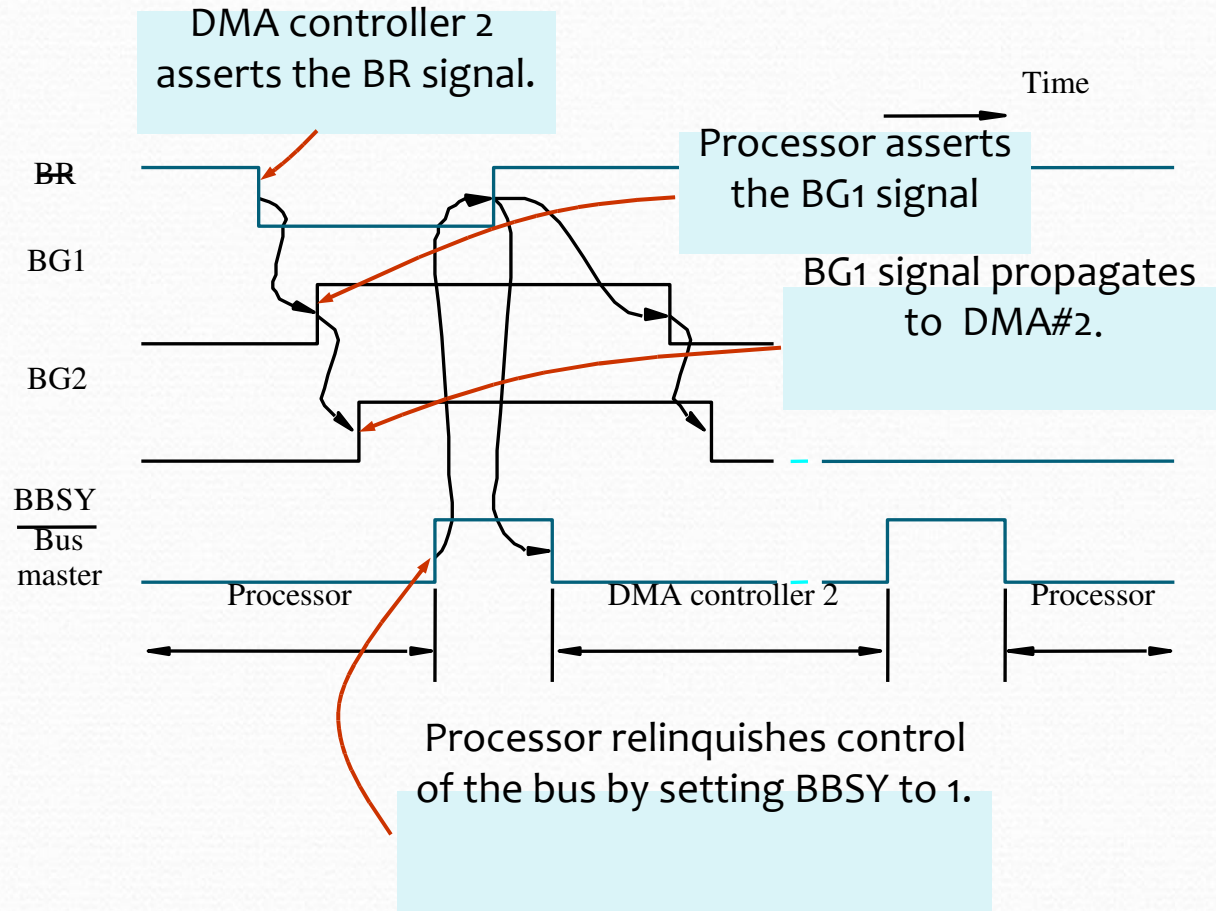 DMA controller 2
asserts the BR signal.
Time
Processor asserts
the BG1 signal
BR
BG1
BG1 signal propagates
to DMA#2.
BG2
BBSY
Bus
master
Processor
DMA controller 2
Processor
Processor relinquishes control
of the bus by setting BBSY to 1.